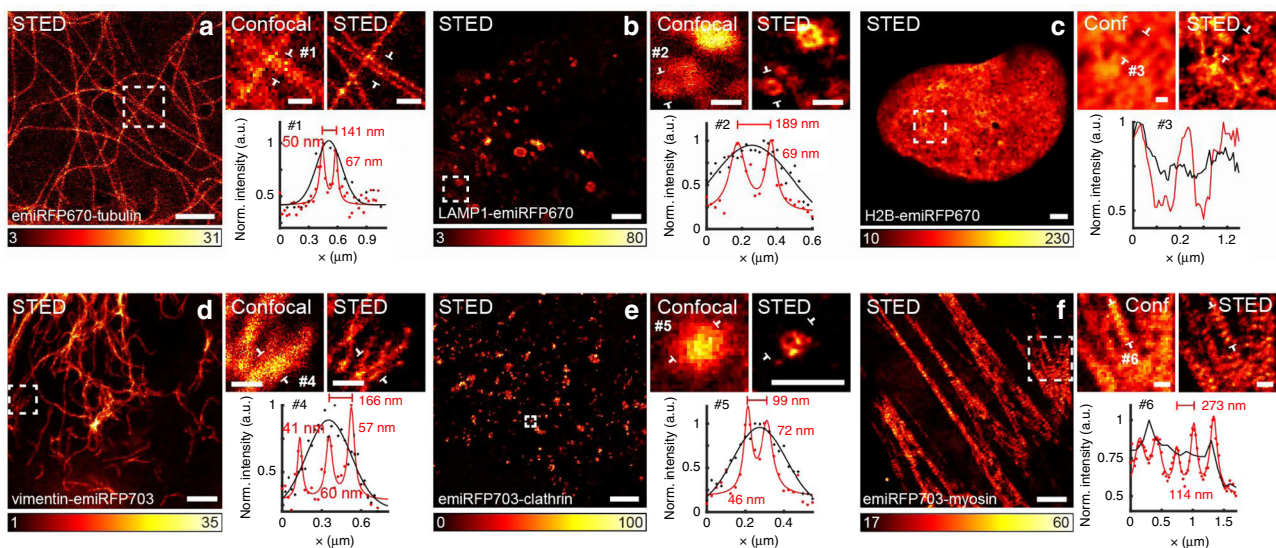 STED
a
emiRFP670-tubulin
3
31
Confocal
#1
STED
#1
141 nm
50 nm
67 nm
Norm. intensity (a.u.)
1
0.5
0
0.3
0.6
0.9
× (μm)
STED
b
LAMP1-emiRFP670
3
80
Confocal
#2
STED
#2
189 nm
69 nm
Norm. intensity (a.u.)
1
0.5
0
0.2
0.4
0.6
× (μm)
STED
c
H2B-emiRFP670
10
230
Conf
#3
STED
#3
Norm. intensity (a.u.)
1
0.5
0
0.2
1.2
× (μm)
STED
d
vimentin-emiRFP703
1
35
Confocal
#4
STED
#4
166 nm
41 nm
57 nm
60 nm
Norm. intensity (a.u.)
1
0.5
0
0.3
0.6
× (μm)
STED
e
emiRFP703-clathrin
0
100
Confocal
#5
STED
#5
99 nm
72 nm
46 nm
Norm. intensity (a.u.)
1
0.5
0
0.2
0.4
× (μm)
STED
f
emiRFP703-myosin
17
60
Conf
#6
STED
#6
273 nm
114 nm
Norm. intensity (a.u.)
1
0.75
0.5
0
0.5
1
1.5
× (μm)